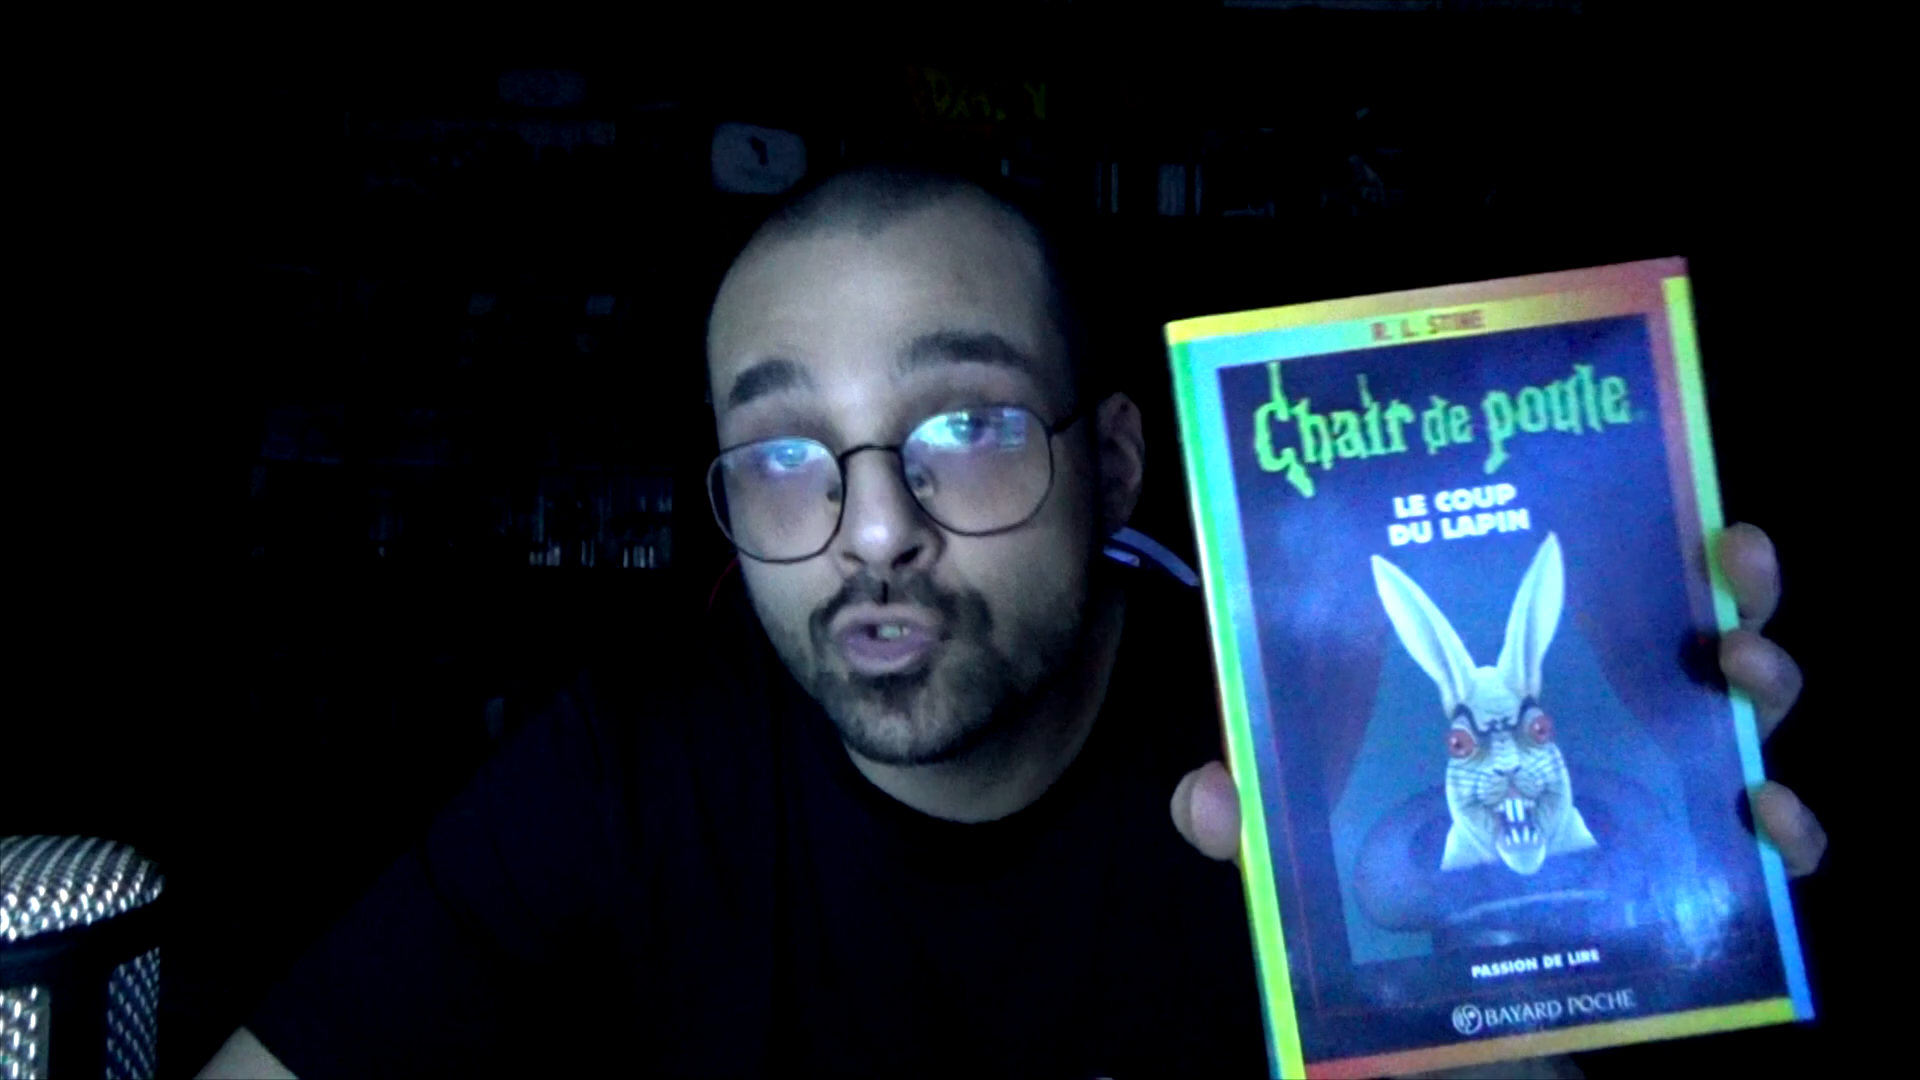 R. L. STINE
Chair de poule
LE COUP
DU LAPIN
PASSION DE LIRE
BAYARD POCHE